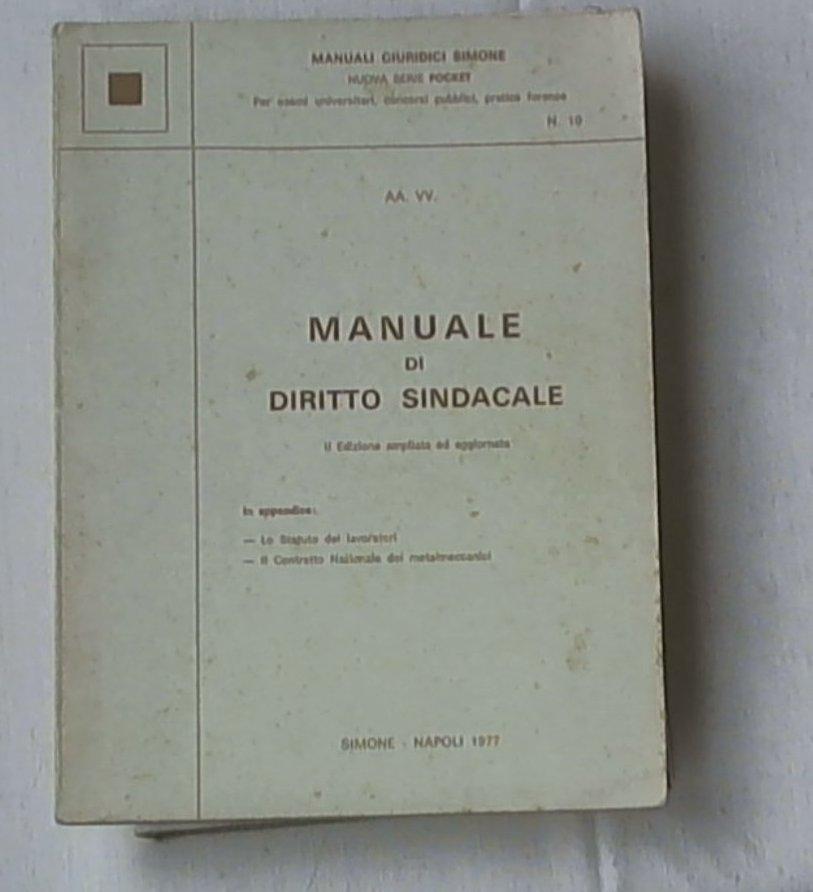 MANUALI GIURIDICI SIMONE
NUOVA SERIE POCKET
Per esami universitari, concorsi pubblici, pratica forense
N. 10
AA. VV.
MANUALE
DI
DIRITTO SINDACALE
II Edizione ampliata ed aggiornata
In appendice:
— Lo Statuto dei lavoratori
— Il Contratto Nazionale dei metalmeccanici
SIMONE - NAPOLI 1977